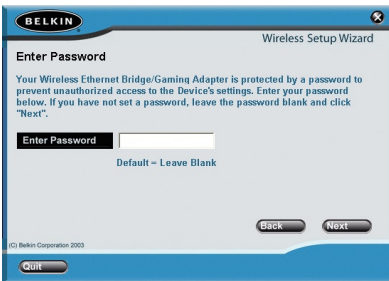 BELKIN
Wireless Setup Wizard
Enter Password
Your Wireless Ethernet Bridge/Gaming Adapter is protected by a password to
prevent unauthorized access to the Device's settings. Enter your password
below. If you have not set a password, leave the password blank and click
"Next".
Enter Password
Default = Leave Blank
Back
Next
(C) Belkin Corporation 2003
Quit